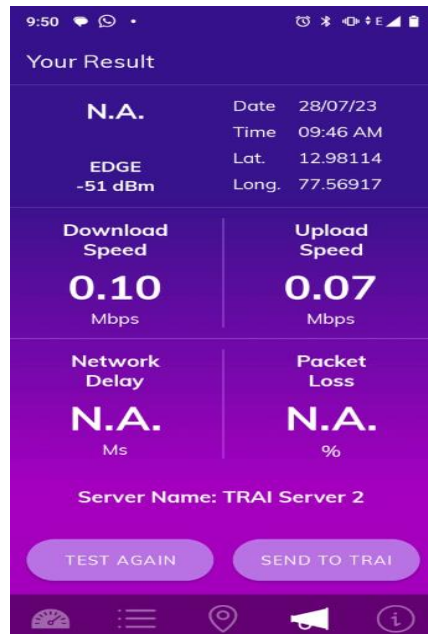 9:50
E
Your Result
N.A.
Date 28/07/23
Time 09:46 AM
Lat. 12.98114
Long. 77.56917
EDGE
-51 dBm
Download
Speed
0.10
Mbps
Upload
Speed
0.07
Mbps
Network
Delay
N.A.
Ms
Packet
Loss
N.A.
%
Server Name: TRAI Server 2
TEST AGAIN
SEND TO TRAI